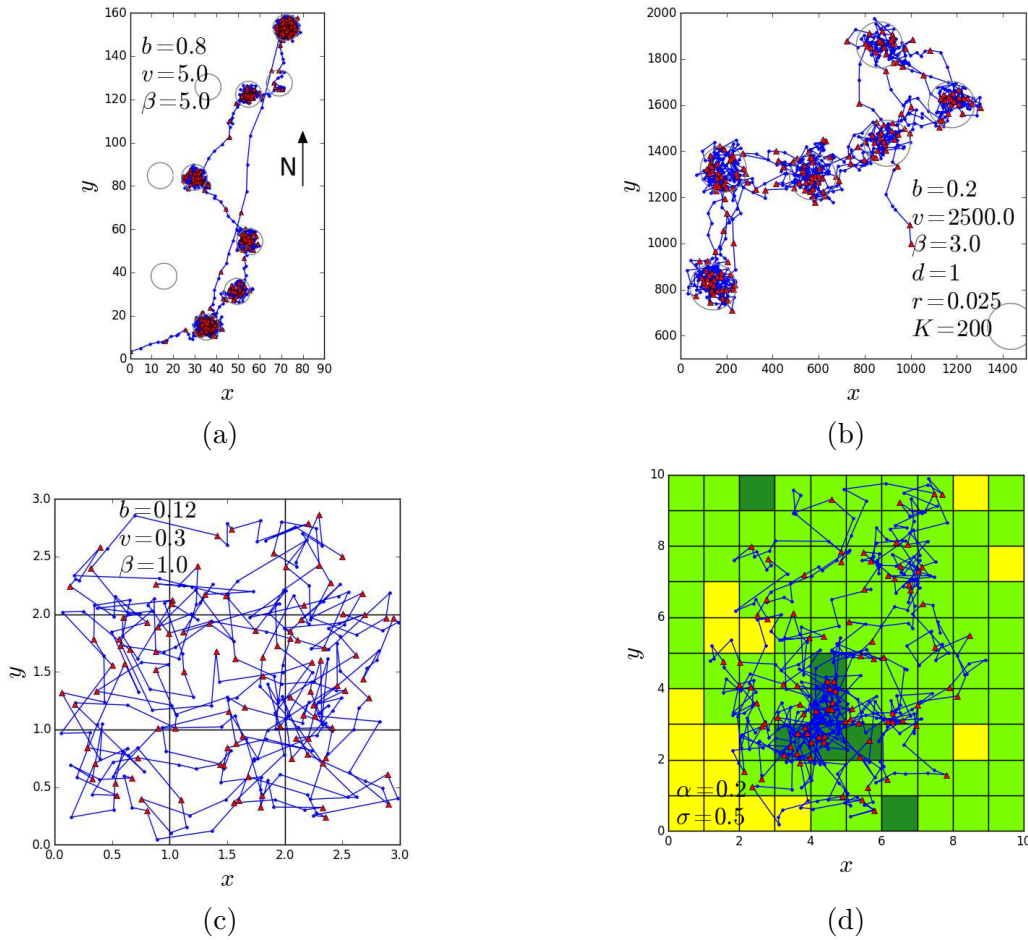 160
140
120
100
80
60
40
20
0
y
b=0.8
v=5.0
β=5.0
N
0 10 20 30 40 50 60 70 80 90
x
(a)
2000
1800
1600
1400
1200
1000
800
600
y
b=0.2
v=2500.0
β=3.0
d=1
r=0.025
K=200
0 200 400 600 800 1000 1200 1400
x
(b)
3.0
2.5
2.0
1.5
1.0
0.5
0.0
y
b=0.12
v=0.3
β=1.0
0.0 0.5 1.0 1.5 2.0 2.5 3.0
x
(c)
10
8
6
4
2
0
y
α=0.2
σ=0.5
0 2 4 6 8 10
x
(d)